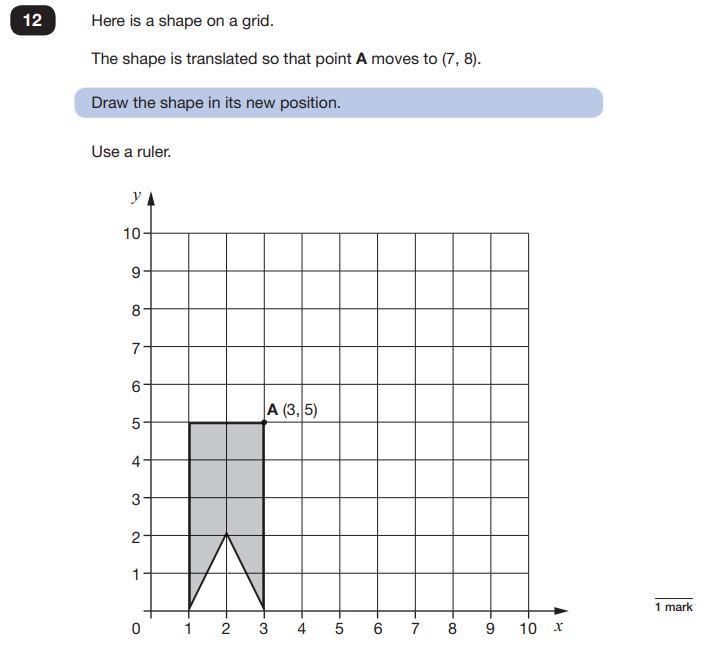 12
Here is a shape on a grid.
The shape is translated so that point A moves to (7, 8).
Draw the shape in its new position.
Use a ruler.
y
10
9
8
7
6
A (3, 5)
5
4
3
2
1
0 1 2 3 4 5 6 7 8 9 10 x
1 mark